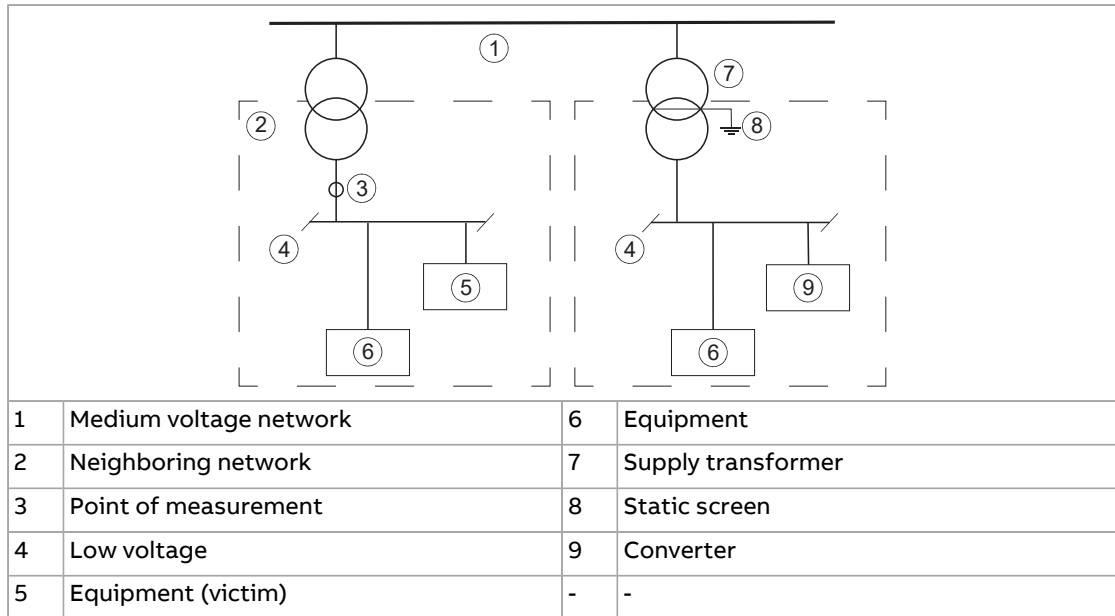 1
7
2
8
3
4
4
5
9
6
6
1 Medium voltage network 6 Equipment
2 Neighboring network 7 Supply transformer
3 Point of measurement 8 Static screen
4 Low voltage 9 Converter
5 Equipment (victim) - -